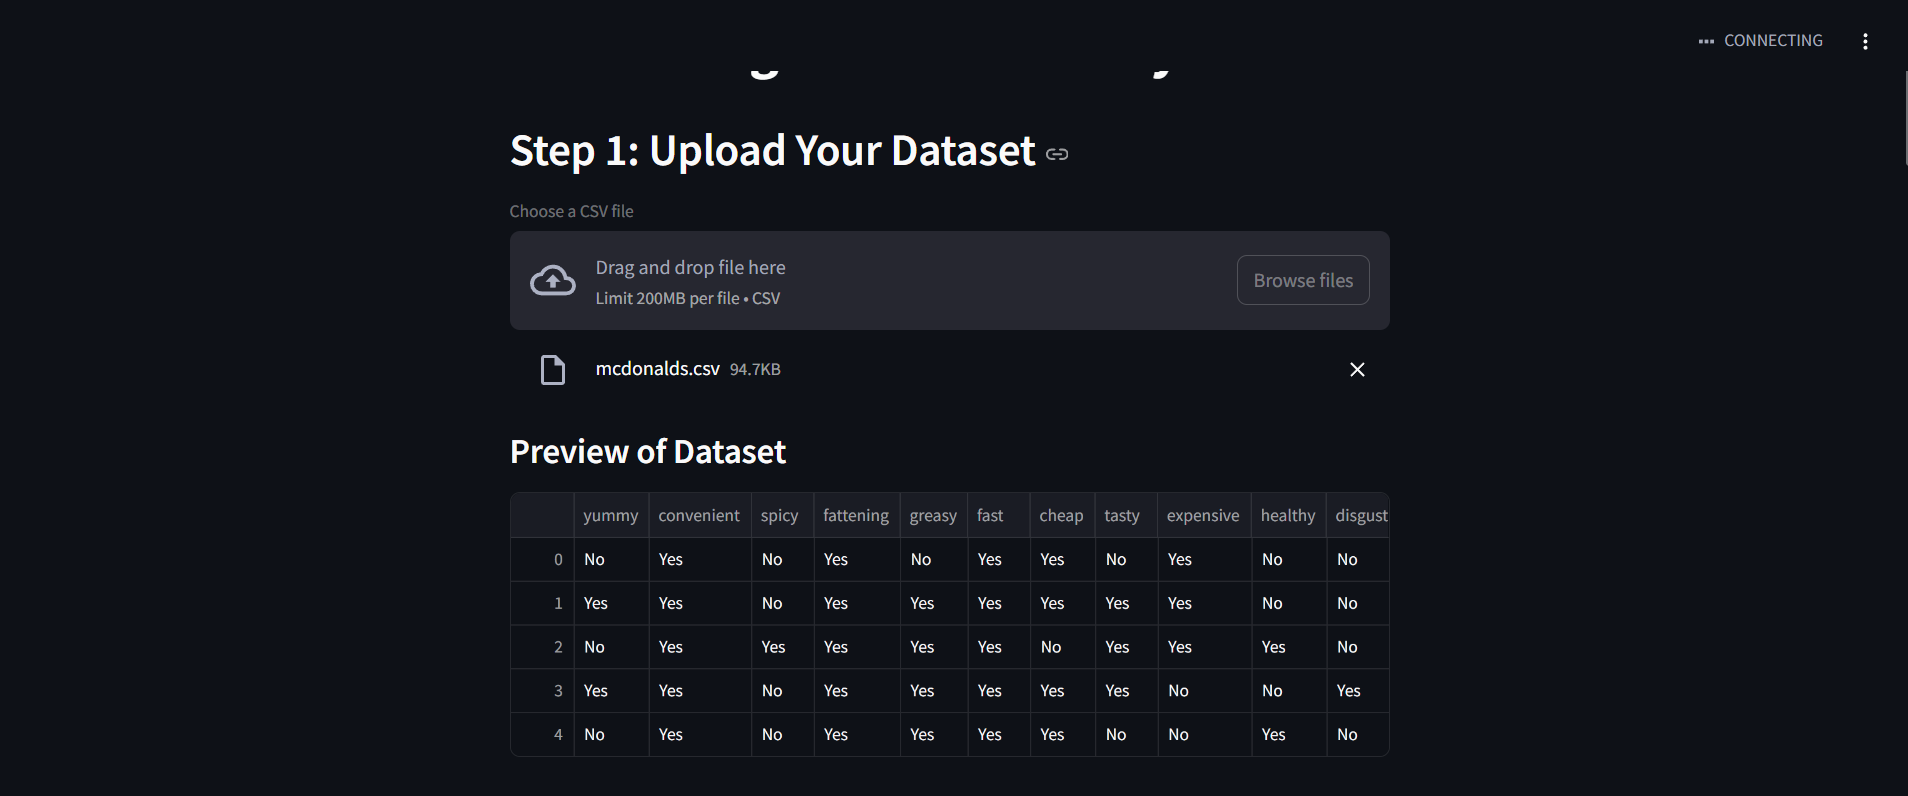 CONNECTING
Step 1: Upload Your Dataset
Choose a CSV file
Drag and drop file here
Limit 200MB per file • CSV
Browse files
mcdonalds.csv 94.7KB
Preview of Dataset
yummy convenient spicy fattening greasy fast cheap tasty expensive healthy disgust
0 No Yes No Yes No Yes Yes No Yes No No
1 Yes Yes No Yes Yes Yes Yes Yes Yes No No
2 No Yes Yes Yes Yes Yes No Yes Yes Yes No
3 Yes Yes No Yes Yes Yes Yes Yes No No Yes
4 No Yes No Yes Yes Yes Yes No No Yes No